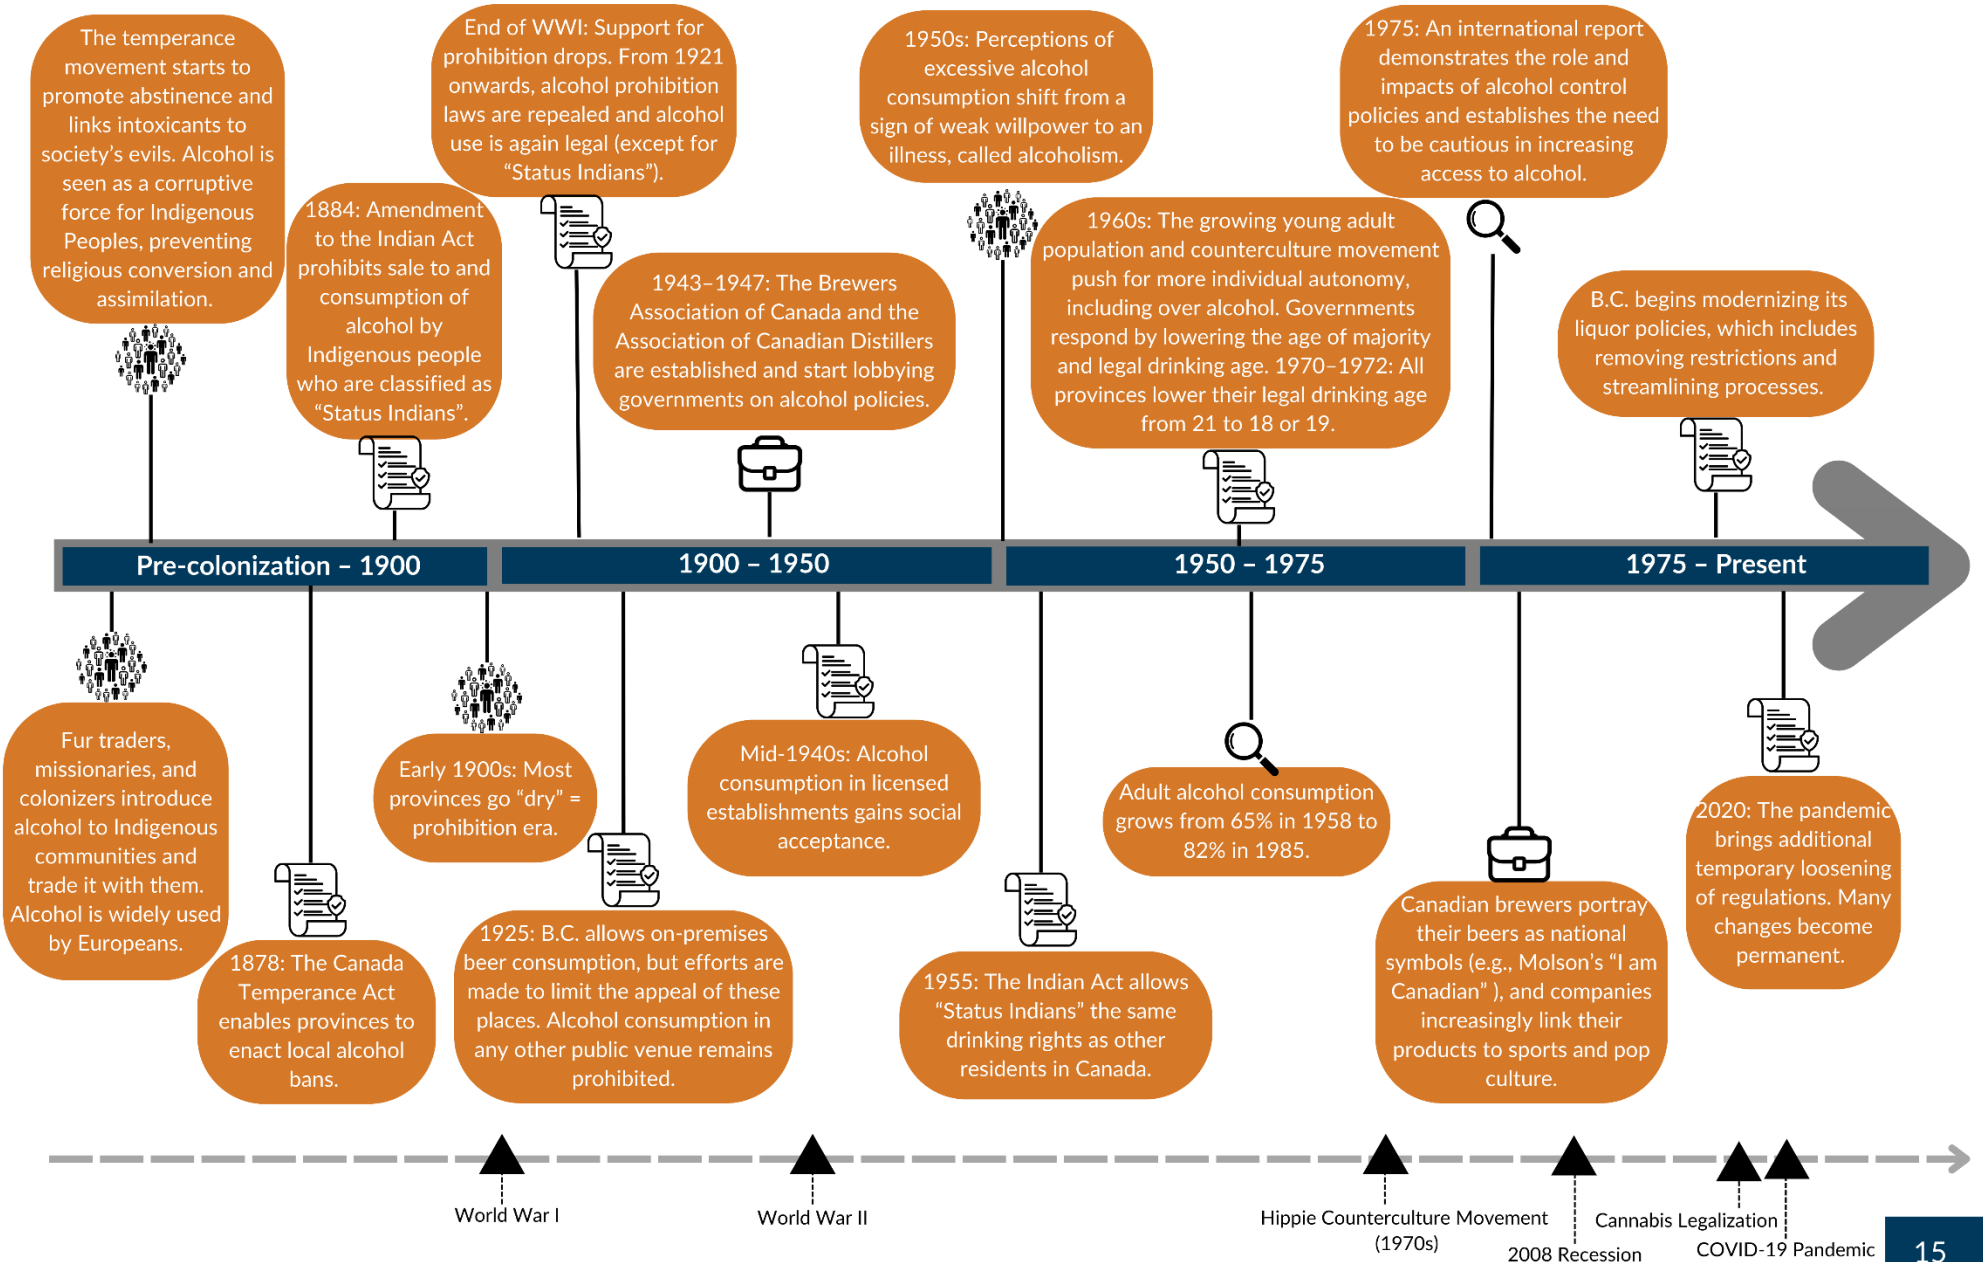 The temperance
movement starts to
promote abstinence and
links intoxicants to
society’s evils. Alcohol is
seen as a corruptive
force for Indigenous
Peoples, preventing
religious conversion and
assimilation.
1884: Amendment
to the Indian Act
prohibits sale to and
consumption of
alcohol by
Indigenous people
who are classified as
“Status Indians”.
End of WWI: Support for
prohibition drops. From 1921
onwards, alcohol prohibition
laws are repealed and alcohol
use is again legal (except for
“Status Indians”).
1943–1947: The Brewers
Association of Canada and the
Association of Canadian Distillers
are established and start lobbying
governments on alcohol policies.
1950s: Perceptions of
excessive alcohol
consumption shift from a
sign of weak willpower to an
illness, called alcoholism.
1960s: The growing young adult
population and counterculture movement
push for more individual autonomy,
including over alcohol. Governments
respond by lowering the age of majority
and legal drinking age. 1970–1972: All
provinces lower their legal drinking age
from 21 to 18 or 19.
1975: An international report
demonstrates the role and
impacts of alcohol control
policies and establishes the need
to be cautious in increasing
access to alcohol.
B.C. begins modernizing its
liquor policies, which includes
removing restrictions and
streamlining processes.
Pre-colonization – 1900
1900 – 1950
1950 – 1975
1975 – Present
Fur traders,
missionaries, and
colonizers introduce
alcohol to Indigenous
communities and
trade it with them.
Alcohol is widely used
by Europeans.
1878: The Canada
Temperance Act
enables provinces to
enact local alcohol
bans.
Early 1900s: Most
provinces go “dry” =
prohibition era.
1925: B.C. allows on-premises
beer consumption, but efforts are
made to limit the appeal of these
places. Alcohol consumption in
any other public venue remains
prohibited.
Mid-1940s: Alcohol
consumption in licensed
establishments gains social
acceptance.
1955: The Indian Act allows
“Status Indians” the same
drinking rights as other
residents in Canada.
Adult alcohol consumption
grows from 65% in 1958 to
82% in 1985.
Canadian brewers portray
their beers as national
symbols (e.g., Molson’s “I am
Canadian” ), and companies
increasingly link their
products to sports and pop
culture.
2020: The pandemic
brings additional
temporary loosening
of regulations. Many
changes become
permanent.
World War I
World War II
Hippie Counterculture Movement
(1970s)
2008 Recession
Cannabis Legalization
COVID-19 Pandemic
15